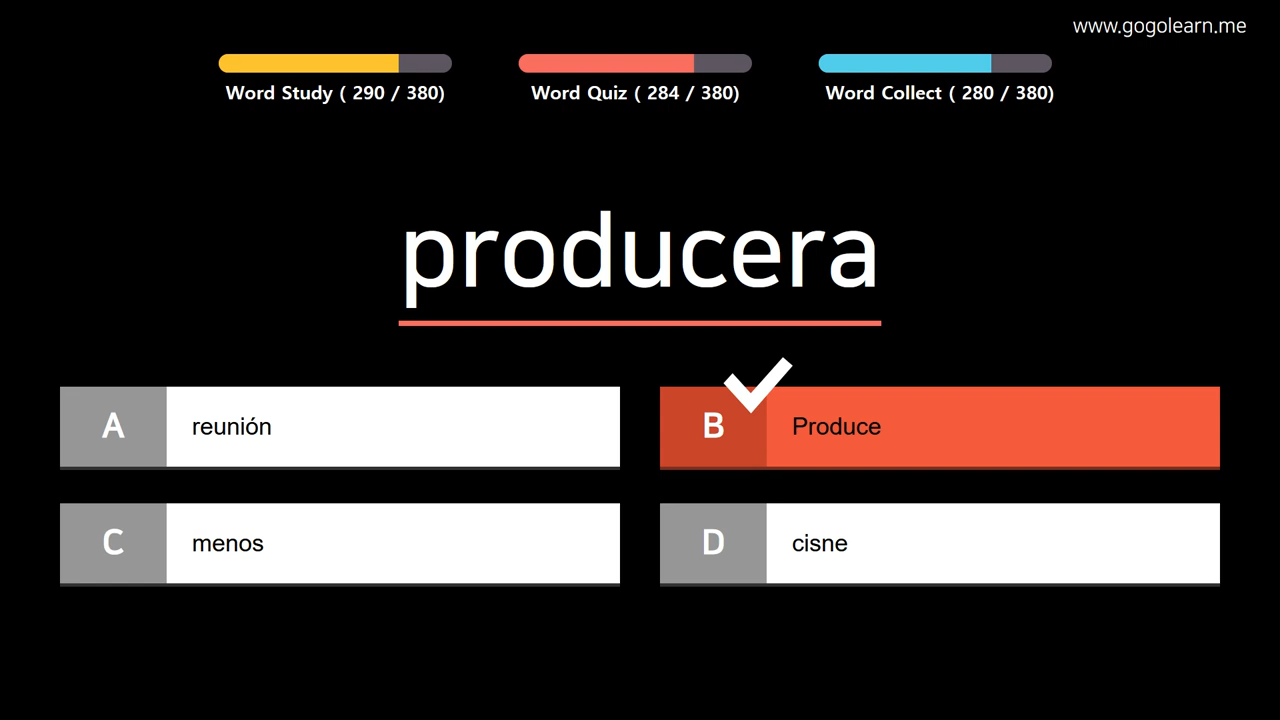 www.gogolearn.me
Word Study ( 290 / 380)
Word Quiz ( 284 / 380)
Word Collect ( 280 / 380)
producera
A
reunión
B
Produce
C
menos
D
cisne